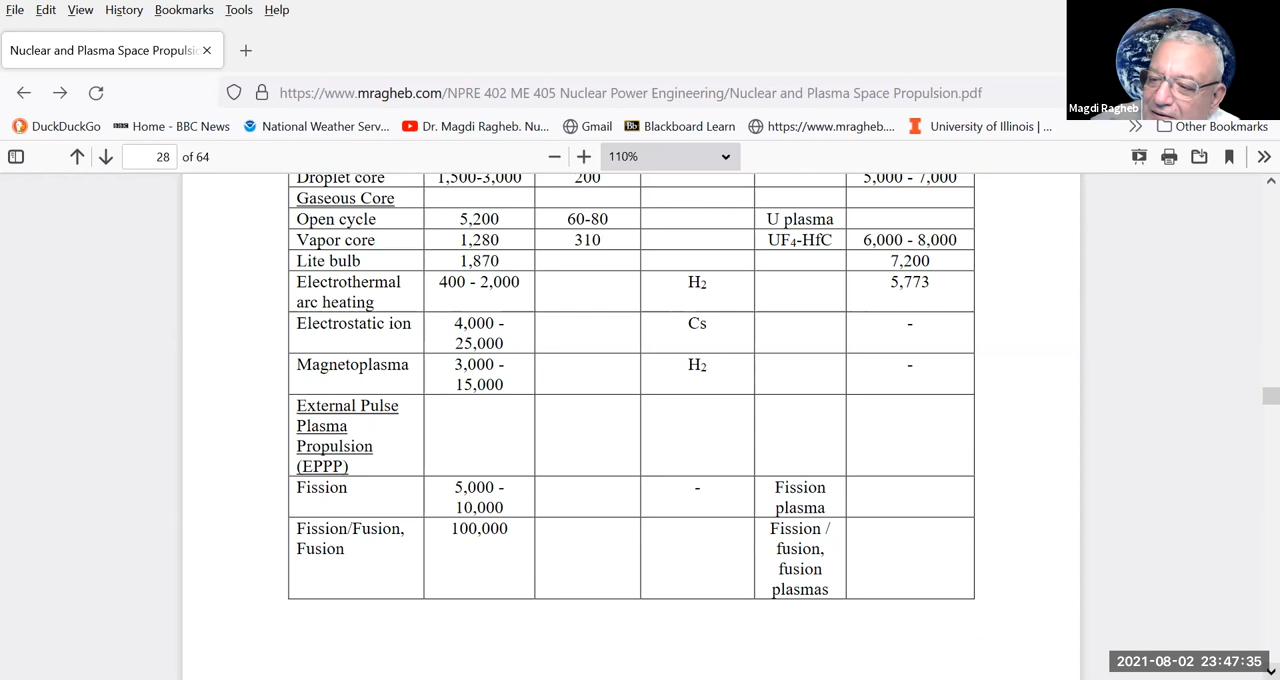 File Edit View History Bookmarks Tools Help
Nuclear and Plasma Space Propulsi
https://www.mragheb.com/NPRE 402 ME 405 Nuclear Power Engineering/Nuclear and Plasma Space Propulsion.pdf
Magdi Ragheb
DuckDuckGo Home - BBC News National Weather Serv... Dr. Magdi Ragheb. Nu... Gmail Bb Blackboard Learn https://www.mragheb.... University of Illinois |... Other Bookmarks
28 of 64 110%
Droplet core 1,500-3,000 200 5,000 - 7,000
Gaseous Core
Open cycle 5,200 60-80 U plasma
Vapor core 1,280 310 UF4-HfC 6,000 - 8,000
Lite bulb 1,870 7,200
Electrothermal 400 - 2,000 H2 5,773
arc heating
Electrostatic ion 4,000 - Cs -
25,000
Magnetoplasma 3,000 - H2 -
15,000
External Pulse
Plasma
Propulsion
(EPPP)
Fission 5,000 - - Fission
10,000 plasma
Fission/Fusion, 100,000 Fission /
Fusion fusion,
fusion
plasmas
2021-08-02 23:47:35